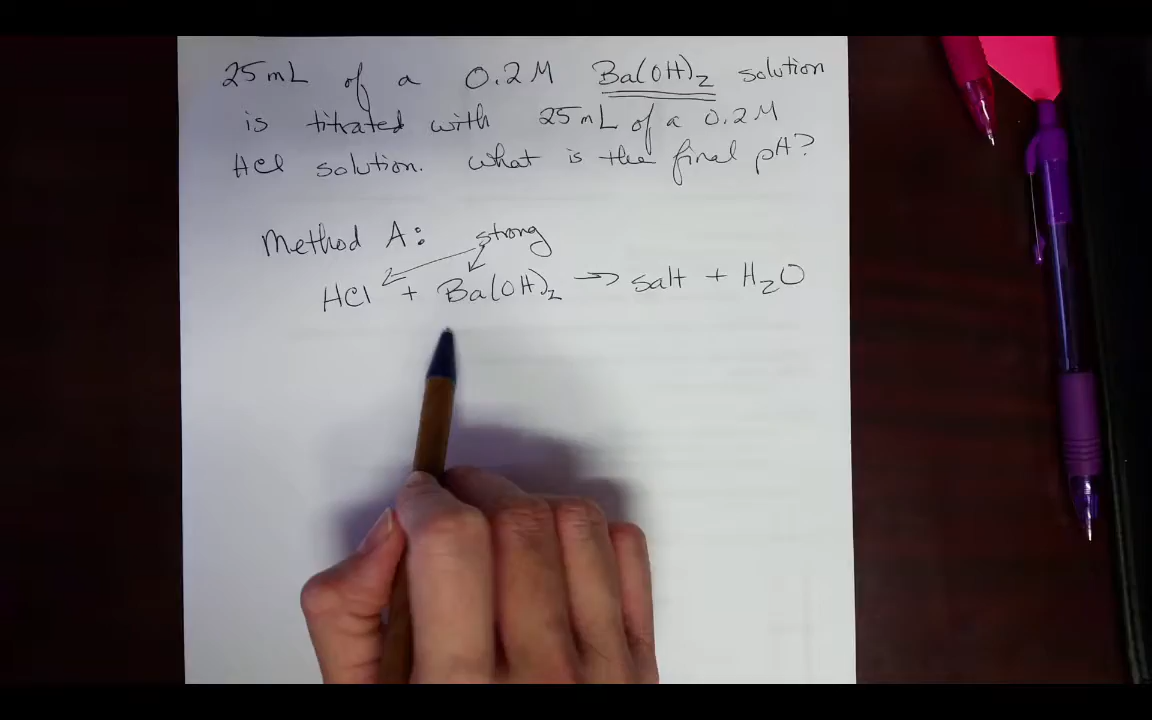 25 mL of a 0.2 M Ba(OH)₂ solution
is titrated with 25 mL of a 0.2 M
HCl solution. What is the final pH?
Method A: strong
HCl + Ba(OH)₂ → salt + H₂O